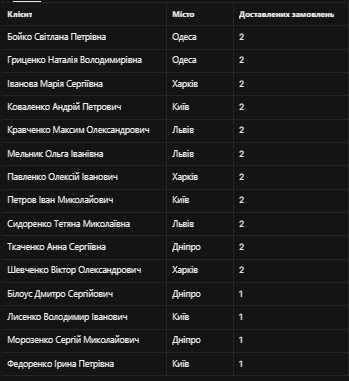 Клієнт Місто Доставлених замовлень
Бойко Світлана Петрівна Одеса 2
Гриценко Наталія Володимирівна Одеса 2
Іванова Марія Сергіївна Харків 2
Коваленко Андрій Петрович Київ 2
Кравченко Максим Олександрович Львів 2
Мельник Ольга Іванівна Львів 2
Павленко Олексій Іванович Харків 2
Петров Іван Миколайович Київ 2
Сидоренко Тетяна Миколаївна Львів 2
Ткаченко Анна Сергіївна Дніпро 2
Шевченко Віктор Олександрович Харків 2
Білоус Дмитро Сергійович Дніпро 1
Лисенко Володимир Іванович Київ 1
Морозенко Сергій Миколайович Дніпро 1
Федоренко Ірина Петрівна Київ 1